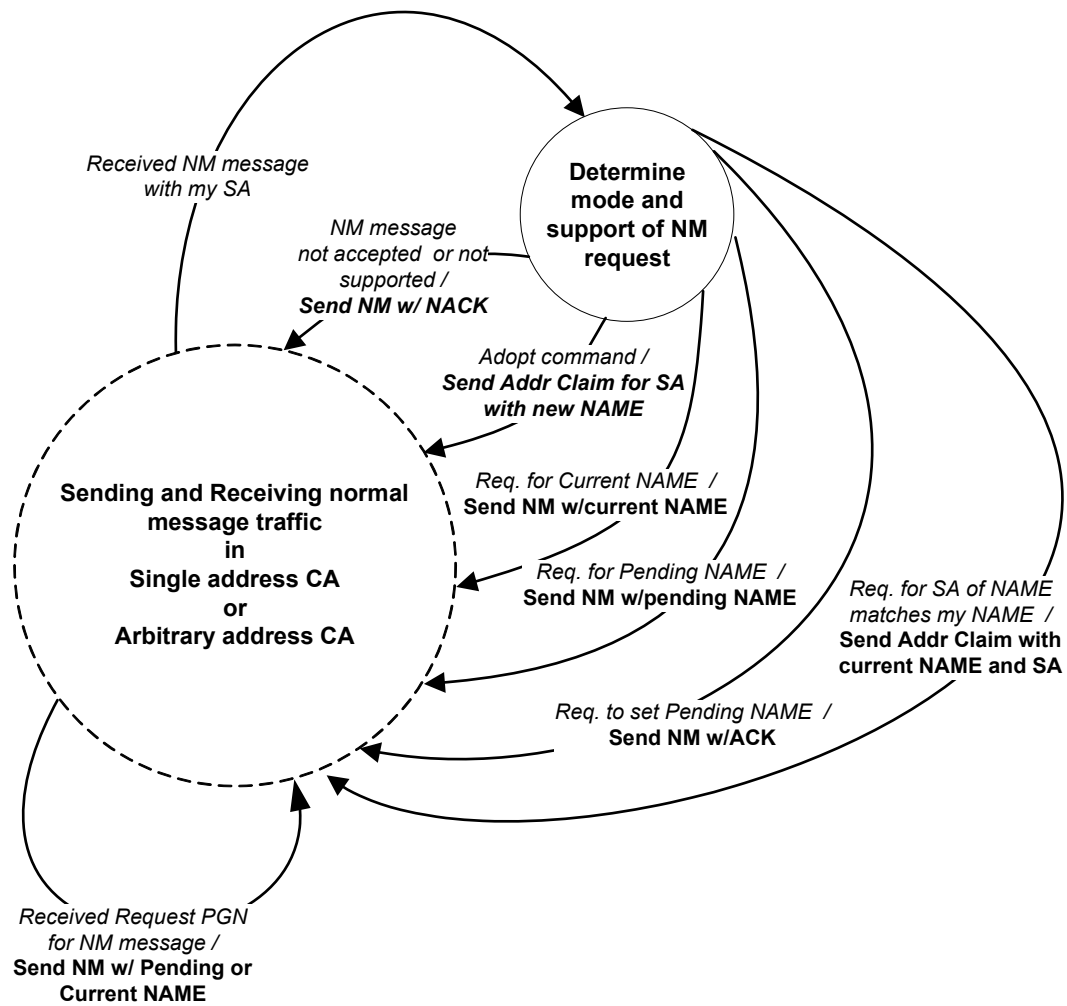 Received NM message
with my SA
Determine
mode and
support of NM
request
NM message
not accepted or not
supported /
Send NM w/ NACK
Adopt command /
Send Addr Claim for SA
with new NAME
Sending and Receiving normal
message traffic
in
Single address CA
or
Arbitrary address CA
Req. for Current NAME /
Send NM w/current NAME
Req. for Pending NAME /
Send NM w/pending NAME
Req. for SA of NAME
matches my NAME /
Send Addr Claim with
current NAME and SA
Req. to set Pending NAME /
Send NM w/ACK
Received Request PGN
for NM message /
Send NM w/ Pending or
Current NAME